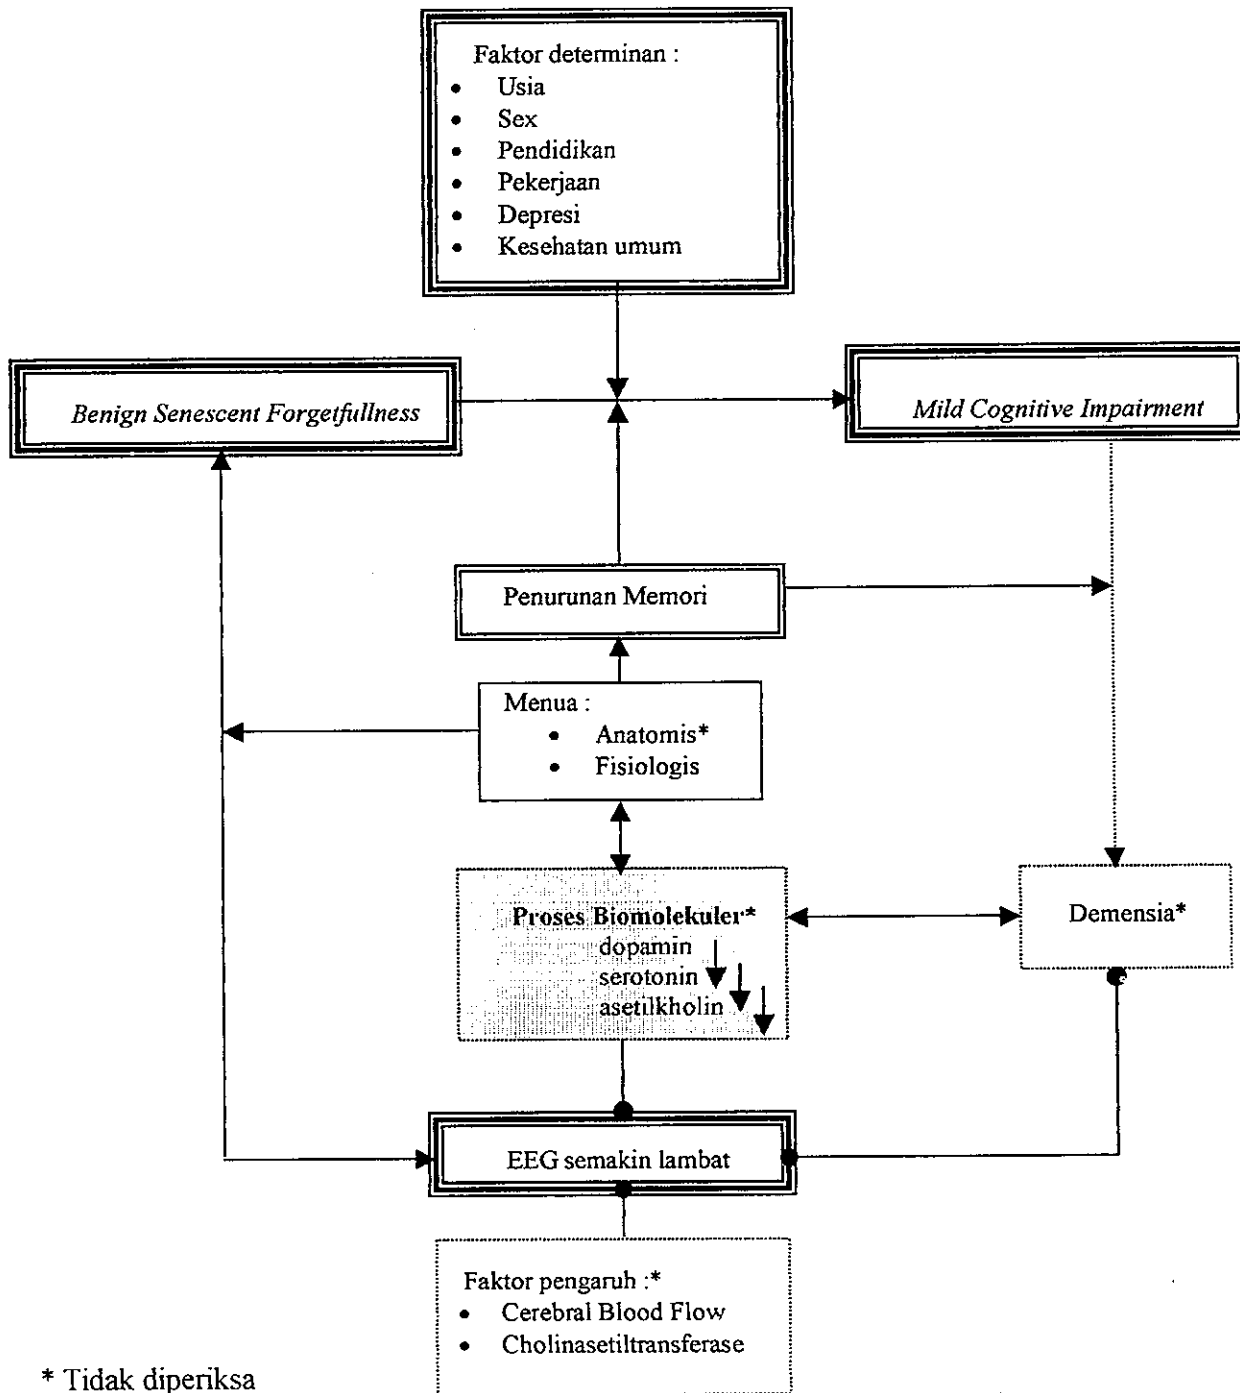 Faktor determinan :
• Usia
• Sex
• Pendidikan
• Pekerjaan
• Depresi
• Kesehatan umum
Benign Senescent Forgetfullness
Mild Cognitive Impairment
Penurunan Memori
Menua :
• Anatomis*
• Fisiologis
Proses Biomolekuler*
dopamin
serotonin
asetilkholin
Demensia*
EEG semakin lambat
Faktor pengaruh :*
• Cerebral Blood Flow
• Cholinasetiltransferase
* Tidak diperiksa